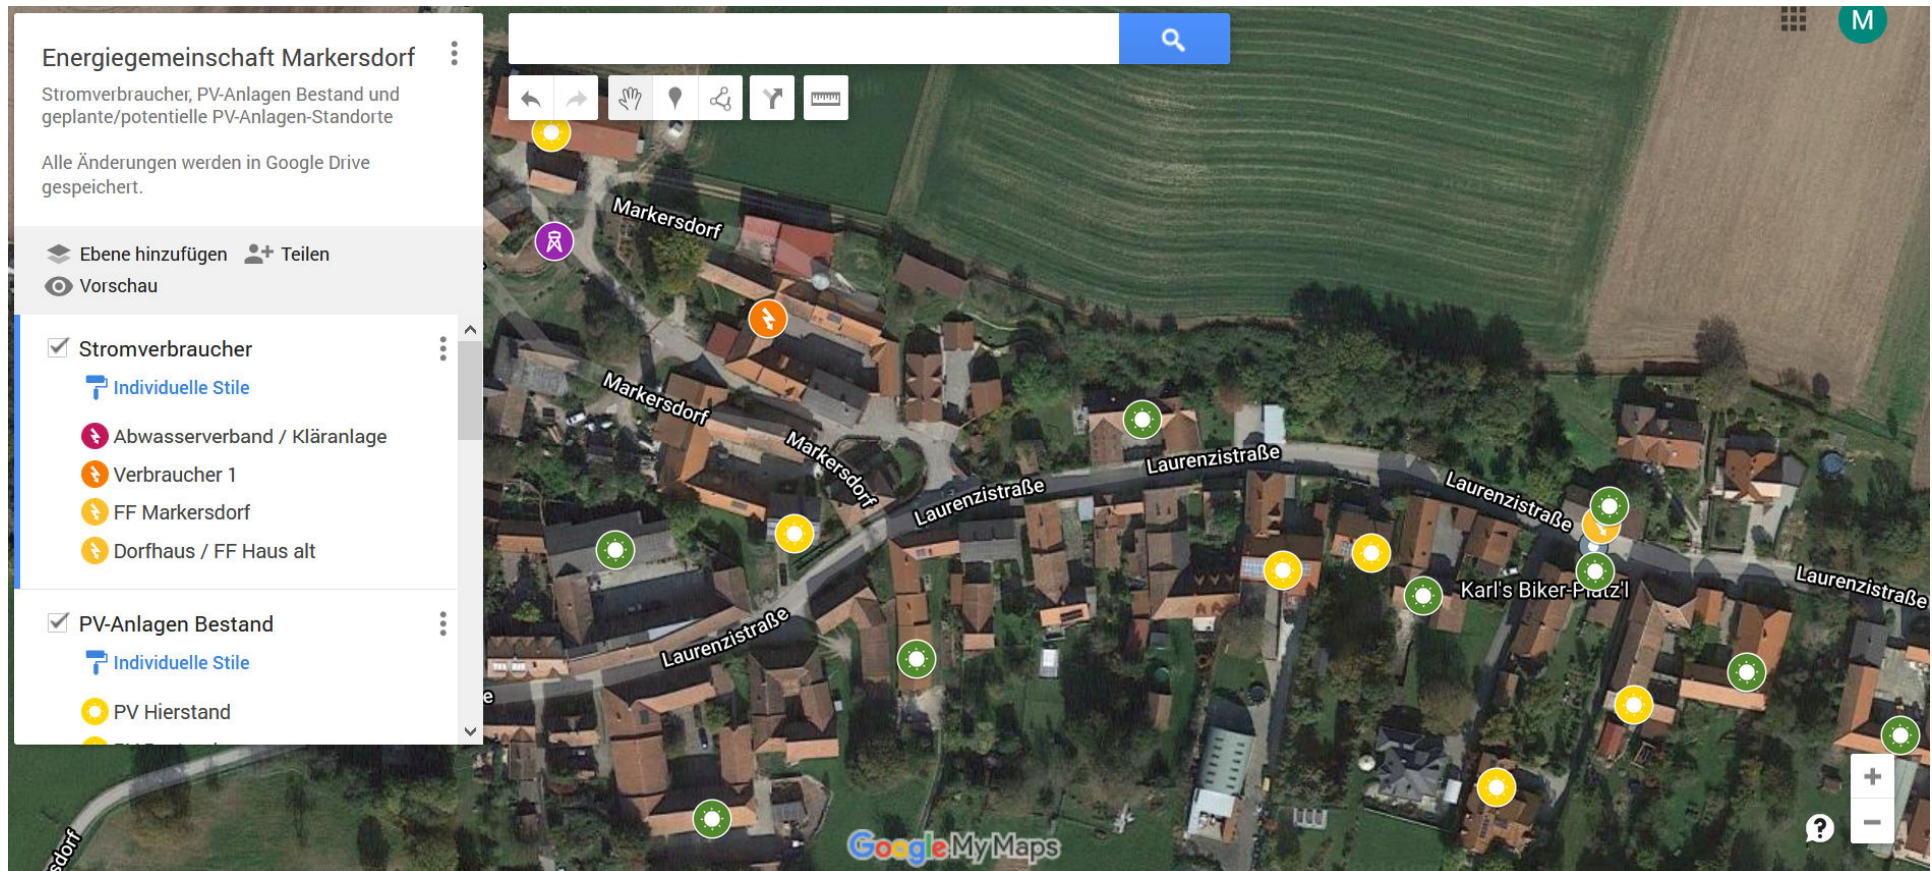 Energiegemeinschaft Markersdorf
Stromverbraucher, PV-Anlagen Bestand und
geplante/potentielle PV-Anlagen-Standorte
Alle Änderungen werden in Google Drive
gespeichert.
Ebene hinzufügen
Teilen
Vorschau
Stromverbraucher
Individuelle Stile
Abwasserverband / Kläranlage
Verbraucher 1
FF Markersdorf
Dorfhaus / FF Haus alt
PV-Anlagen Bestand
Individuelle Stile
PV Hierstand
M
Markersdorf
Markersdorf
Markersdorf
Laurenzistraße
Laurenzistraße
Laurenzistraße
Laurenzistraße
Laurenzistraße
Karl's Biker-Platz'l
e
sdorf
Google My Maps
?